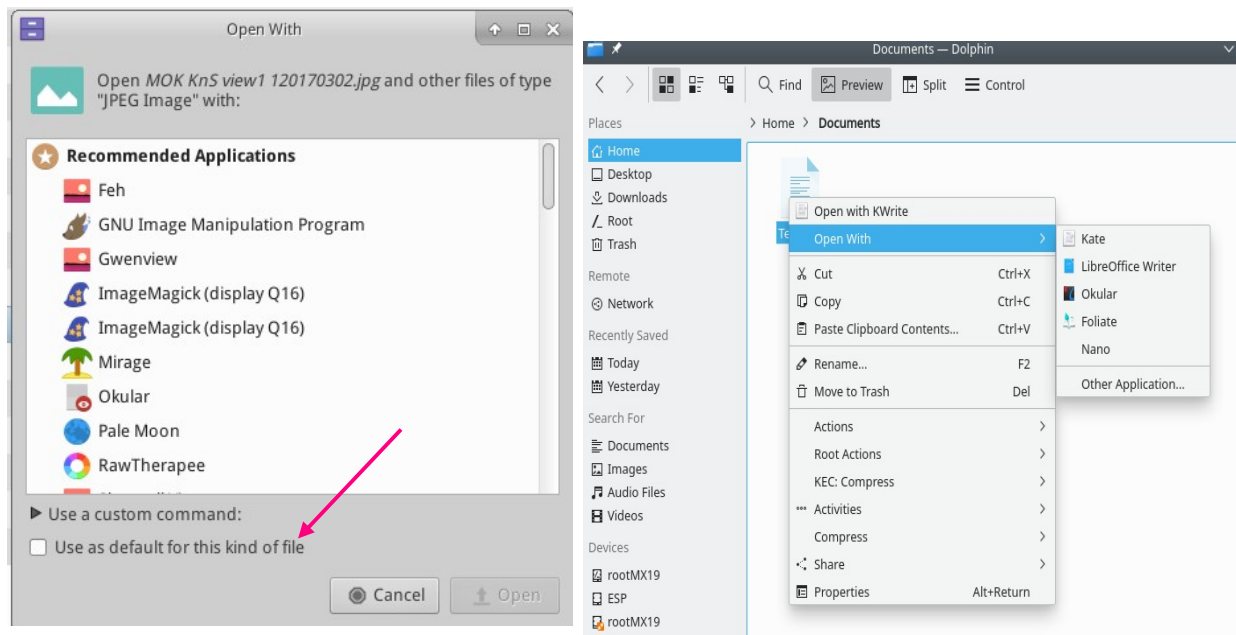 Open With
Open MOK KnS view1 120170302.jpg and other files of type
"JPEG Image" with:
Recommended Applications
Feh
GNU Image Manipulation Program
Gwenview
ImageMagick (display Q16)
ImageMagick (display Q16)
Mirage
Okular
Pale Moon
RawTherapee
Use a custom command:
Use as default for this kind of file
Cancel
Open
Documents — Dolphin
Find
Preview
Split
Control
Places
Home
Desktop
Downloads
Root
Trash
Remote
Network
Recently Saved
Today
Yesterday
Search For
Documents
Images
Audio Files
Videos
Devices
rootMX19
ESP
rootMX19
> Home > Documents
Te
Open with KWrite
Open With
Cut Ctrl+X
Copy Ctrl+C
Paste Clipboard Contents... Ctrl+V
Rename... F2
Move to Trash Del
Actions
Root Actions
KEC: Compress
Activities
Compress
Share
Properties Alt+Return
Kate
LibreOffice Writer
Okular
Foliate
Nano
Other Application...